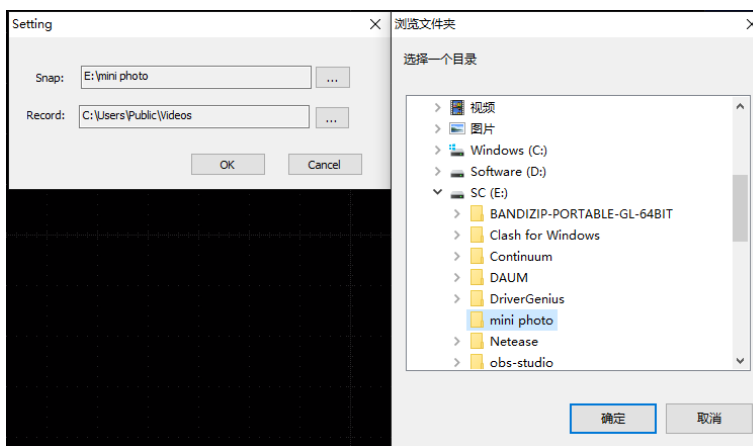 Setting
Snap:
E:\mini photo
...
Record:
C:\Users\Public\Videos
...
OK
Cancel
浏览文件夹
选择一个目录
视频
图片
Windows (C:)
Software (D:)
SC (E:)
BANDIZIP-PORTABLE-GL-64BIT
Clash for Windows
Continuum
DAUM
DriverGenius
mini photo
Netease
obs-studio
确定
取消